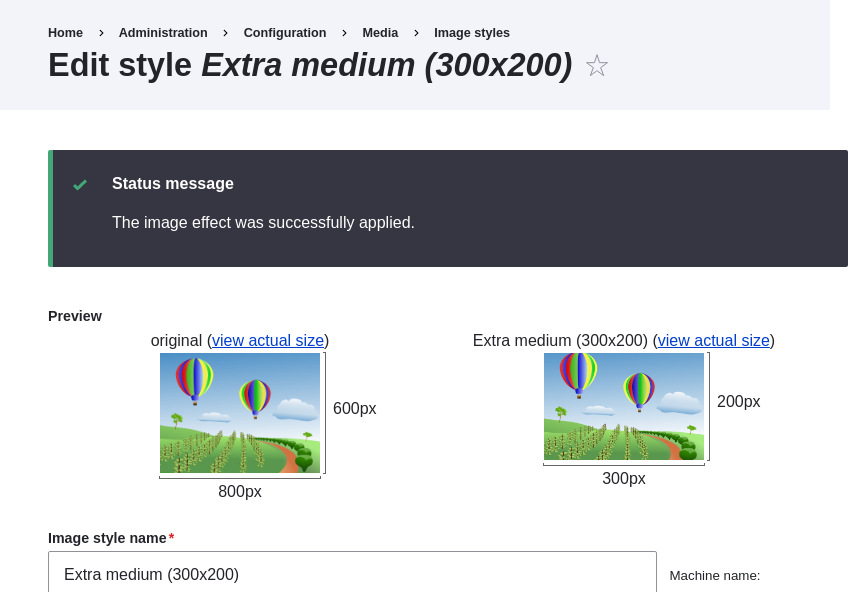 Home > Administration > Configuration > Media > Image styles
Edit style Extra medium (300x200) ☆
Status message
The image effect was successfully applied.
Preview
original (view actual size)
600px
800px
Extra medium (300x200) (view actual size)
200px
300px
Image style name*
Extra medium (300x200)
Machine name: